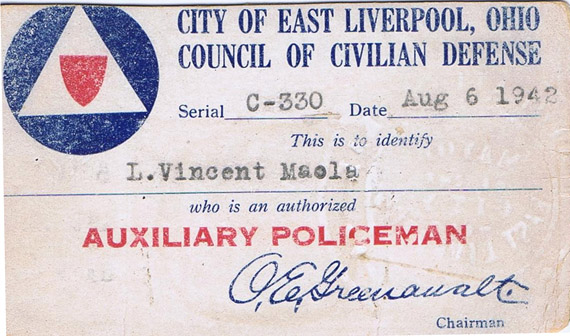 CITY OF EAST LIVERPOOL, OHIO
COUNCIL OF CIVILIAN DEFENSE
Serial C-330 Date Aug 6 1942
This is to identify
L.Vincent Maola
who is an authorized
AUXILIARY POLICEMAN
O.E. Greenawalt
Chairman